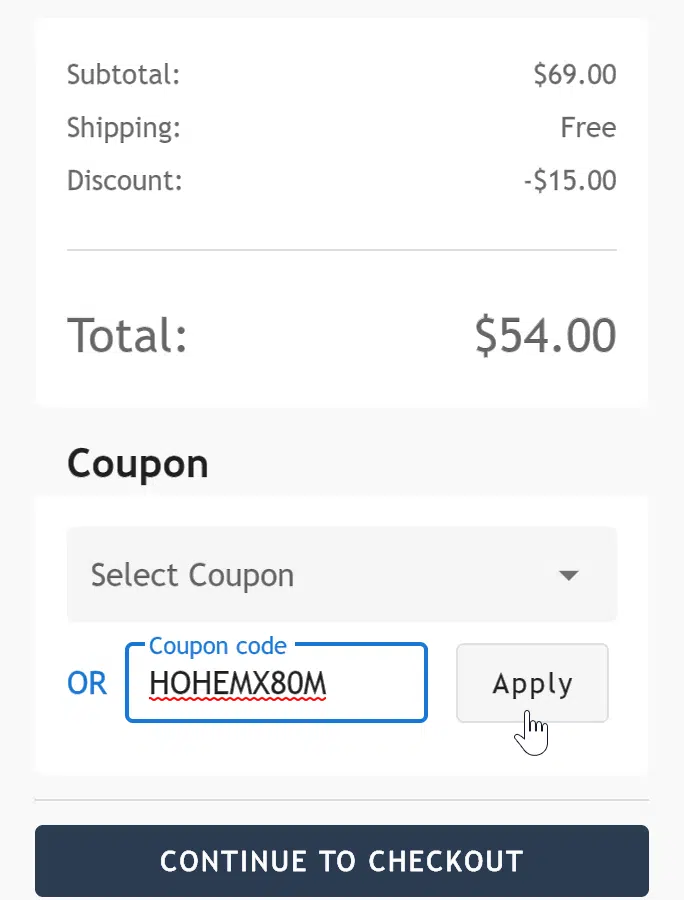 Subtotal: $69.00
Shipping: Free
Discount: -$15.00
Total: $54.00
Coupon
Select Coupon
Coupon code
OR HOHEMX80M Apply
CONTINUE TO CHECKOUT